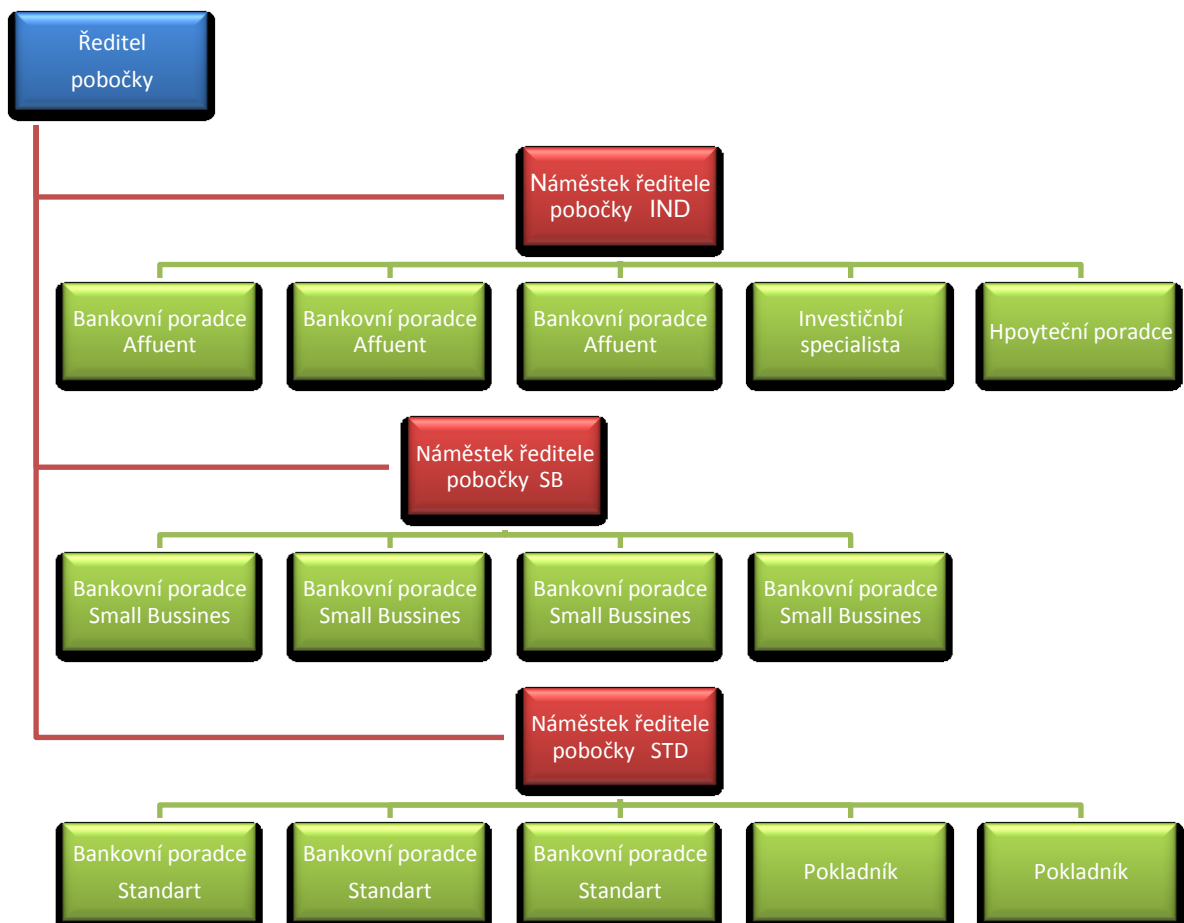 Ředitel
pobočky
Náměstek ředitele
pobočky IND
Bankovní poradce
Affuent
Bankovní poradce
Affuent
Bankovní poradce
Affuent
Investičnbí
specialista
Hpoyteční poradce
Náměstek ředitele
pobočky SB
Bankovní poradce
Small Bussines
Bankovní poradce
Small Bussines
Bankovní poradce
Small Bussines
Bankovní poradce
Small Bussines
Náměstek ředitele
pobočky STD
Bankovní poradce
Standart
Bankovní poradce
Standart
Bankovní poradce
Standart
Pokladník
Pokladník